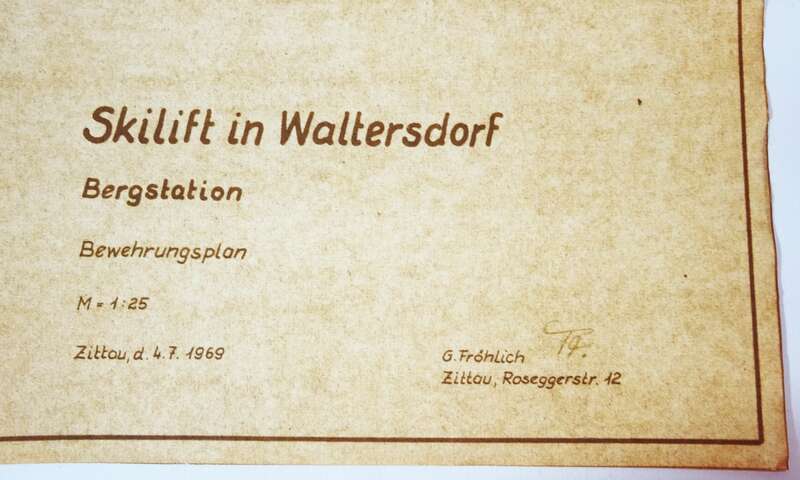 Skilift in Waltersdorf
Bergstation
Bewehrungsplan
M = 1:25
Zittau, d. 4.7. 1969
G. Fröhlich
Zittau, Roseggerstr. 12